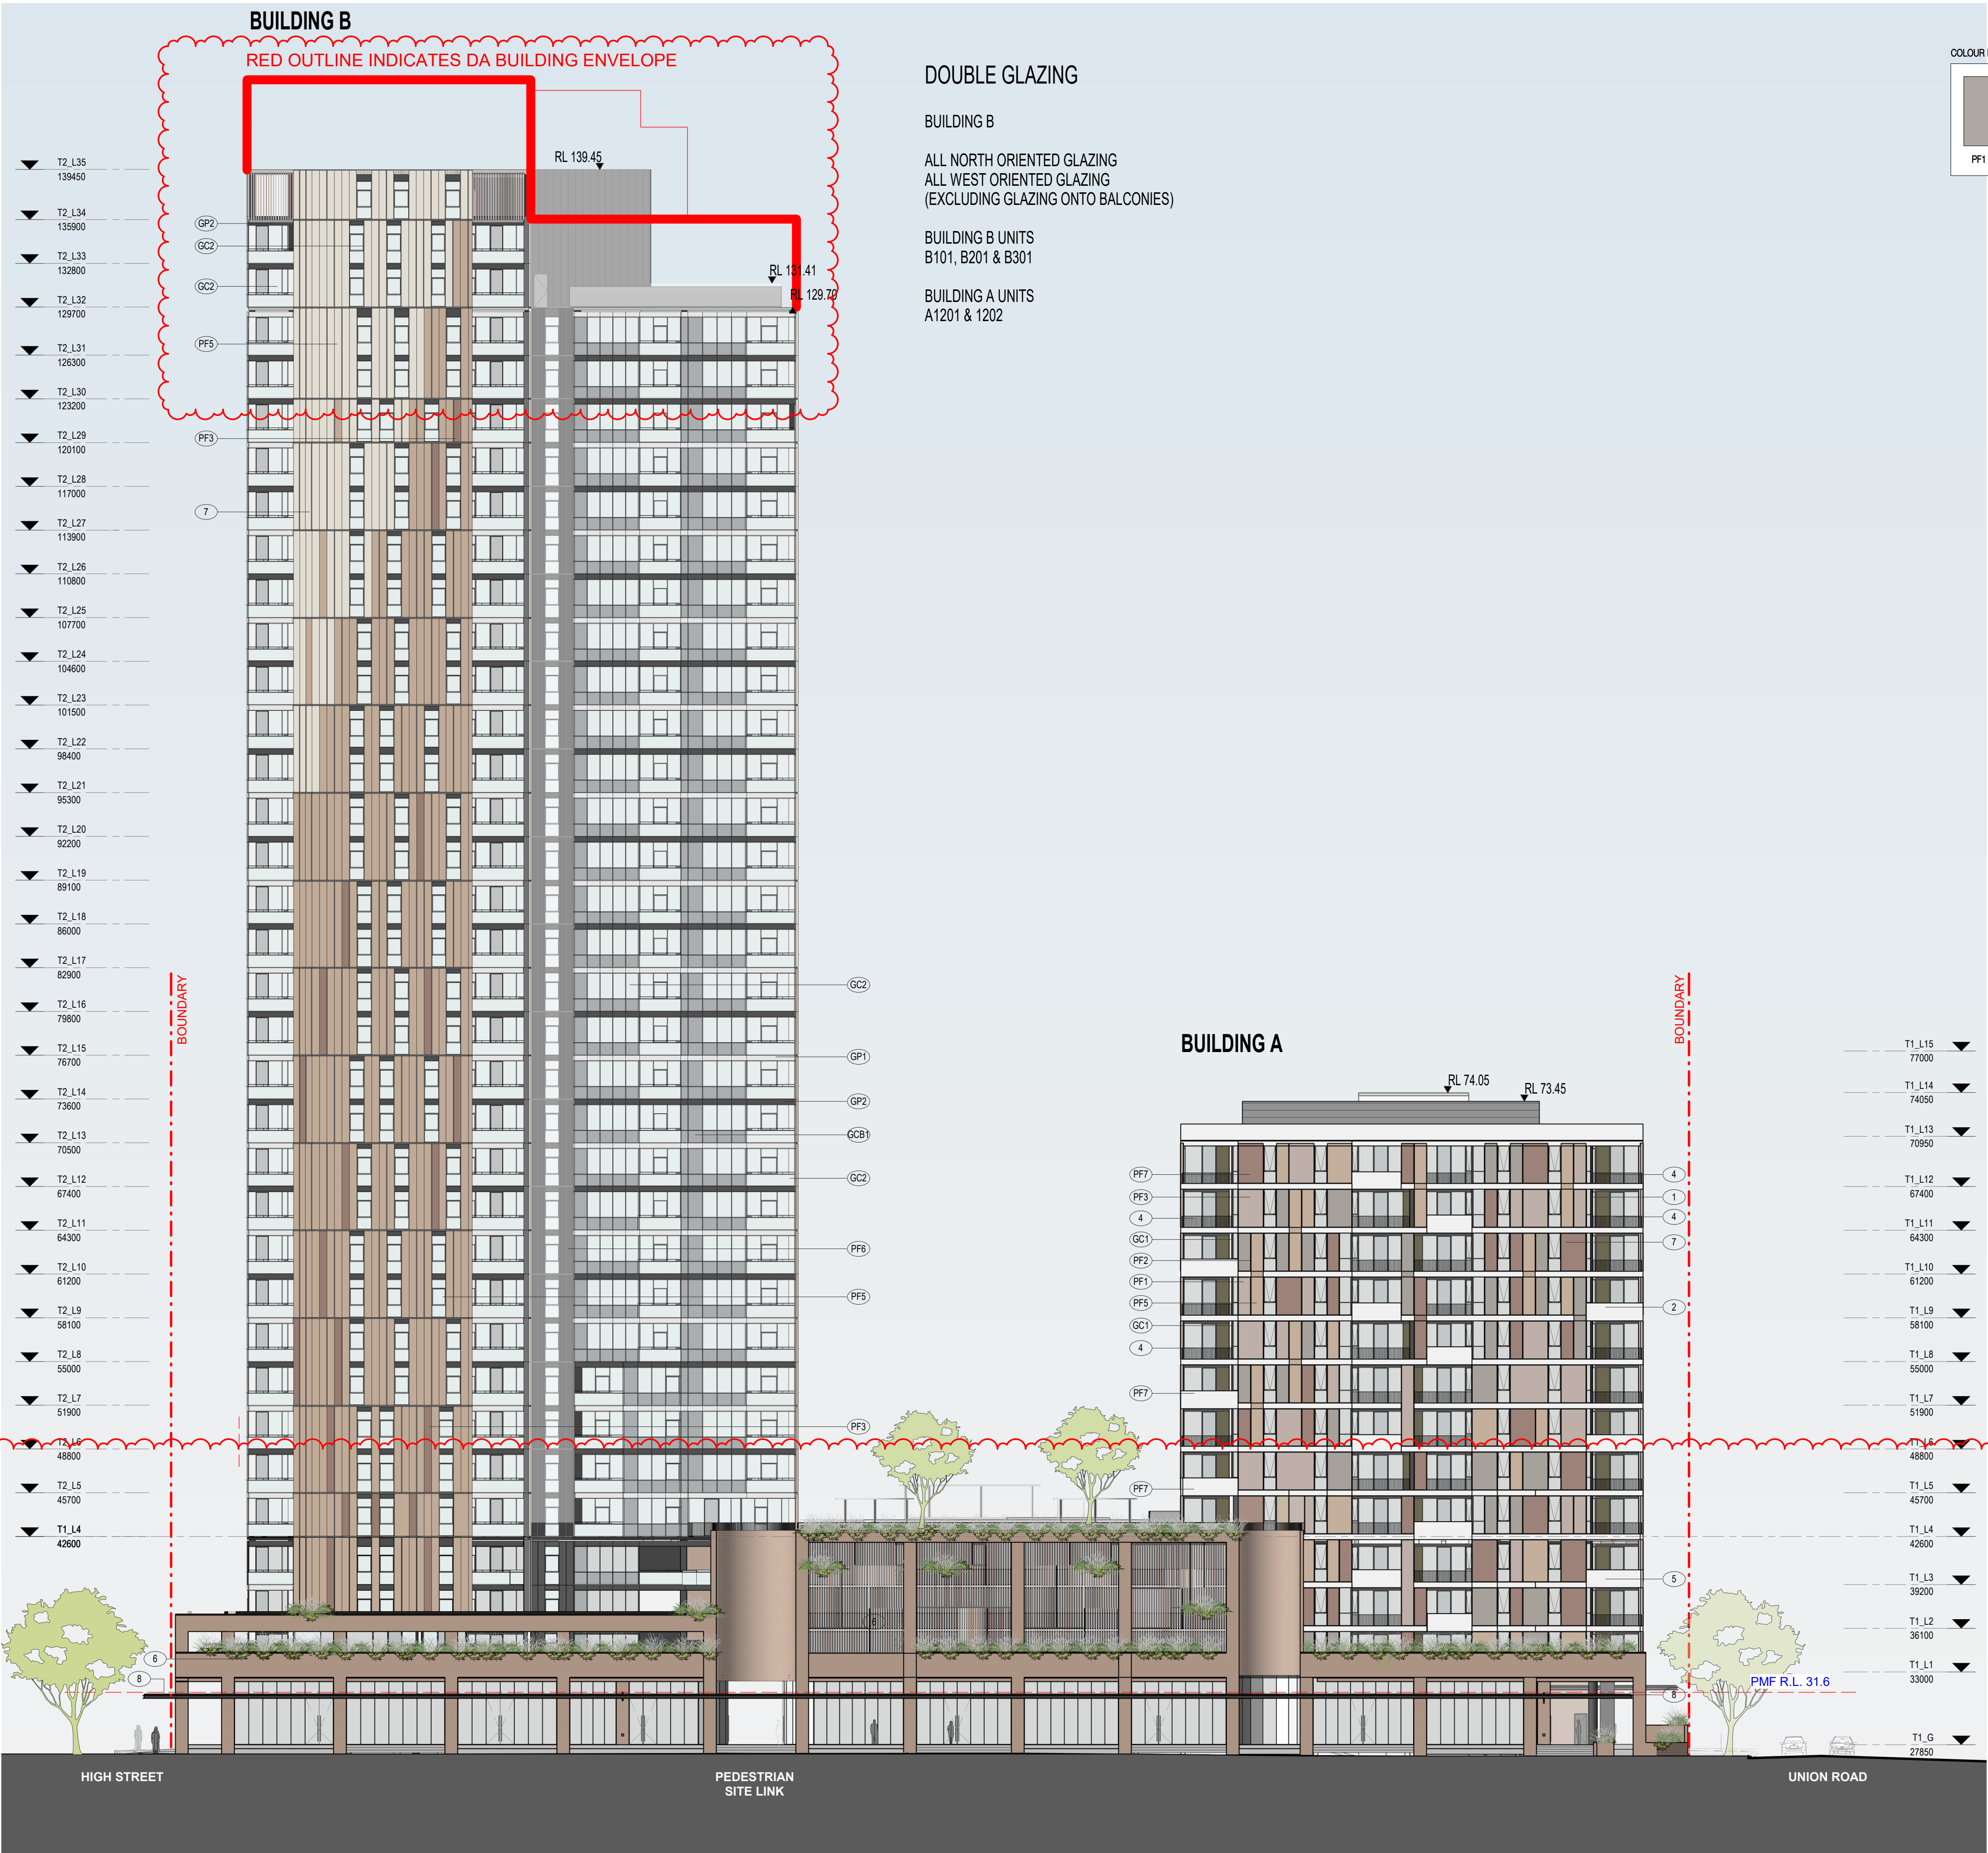 BUILDING B
RED OUTLINE INDICATES DA BUILDING ENVELOPE
DOUBLE GLAZING
BUILDING B
ALL NORTH ORIENTED GLAZING
ALL WEST ORIENTED GLAZING
(EXCLUDING GLAZING ONTO BALCONIES)
BUILDING B UNITS
B101, B201 & B301
BUILDING A UNITS
A1201 & 1202
COLOUR
PF1
RL 139.45
RL 131.41
RL 129.70
T2_L35
139450
T2_L34
135900
T2_L33
132800
T2_L32
129700
T2_L31
126300
T2_L30
123200
T2_L29
120100
T2_L28
117000
T2_L27
113900
T2_L26
110800
T2_L25
107700
T2_L24
104600
T2_L23
101500
T2_L22
98400
T2_L21
95300
T2_L20
92200
T2_L19
89100
T2_L18
86000
T2_L17
82900
T2_L16
79800
T2_L15
76700
T2_L14
73600
T2_L13
70500
T2_L12
67400
T2_L11
64300
T2_L10
61200
T2_L9
58100
T2_L8
55000
T2_L7
51900
T2_L6
48800
T2_L5
45700
T1_L4
42600
GP2
GC2
GC2
PF5
PF3
7
BOUNDARY
GC2
GP1
GP2
GCB1
GC2
PF6
PF5
PF3
BUILDING A
RL 74.05
RL 73.45
PF7
PF3
4
GC1
PF2
PF1
PF5
GC1
4
PF7
PF7
4
1
4
7
2
5
BOUNDARY
T1_L15
77000
T1_L14
74050
T1_L13
70950
T1_L12
67400
T1_L11
64300
T1_L10
61200
T1_L9
58100
T1_L8
55000
T1_L7
51900
T1_L6
48800
T1_L5
45700
T1_L4
42600
T1_L3
39200
T1_L2
36100
T1_L1
33000
T1_G
27850
6
8
6
8
PMF R.L. 31.6
HIGH STREET
PEDESTRIAN
SITE LINK
UNION ROAD